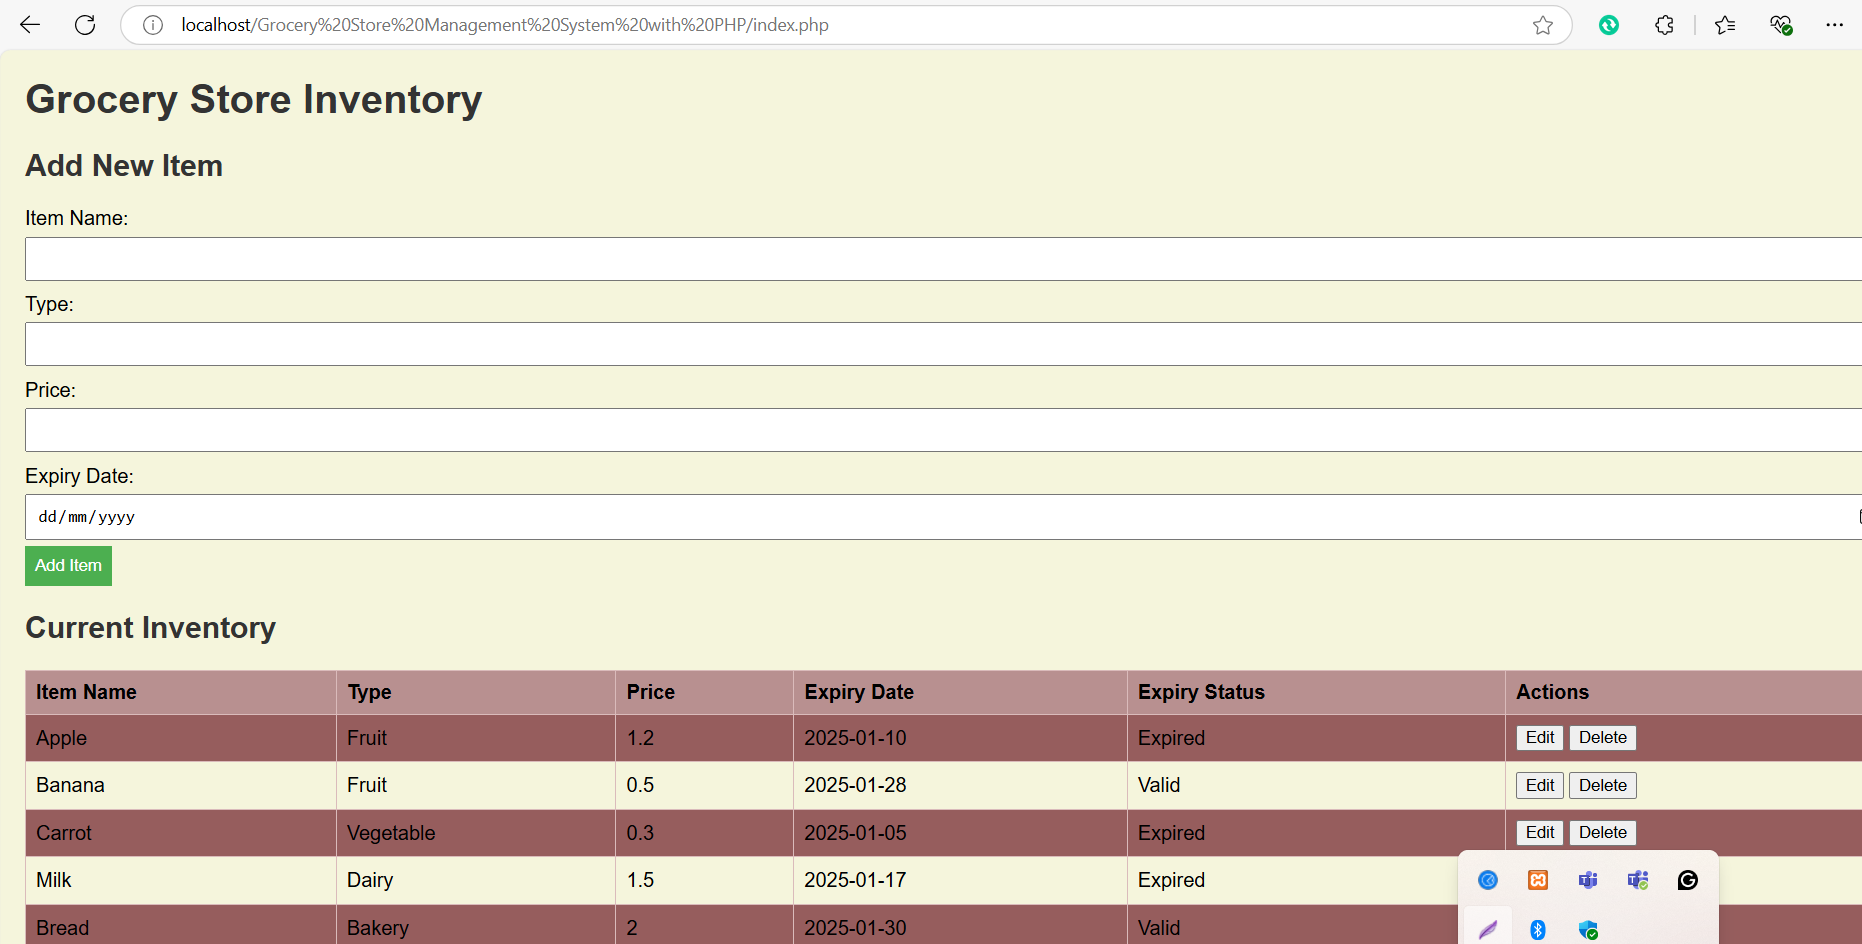 localhost/Grocery%20Store%20Management%20System%20with%20PHP/index.php
Grocery Store Inventory
Add New Item
Item Name:
Type:
Price:
Expiry Date:
dd/mm/yyyy
Add Item
Current Inventory
Item Name Type Price Expiry Date Expiry Status Actions
Apple Fruit 1.2 2025-01-10 Expired Edit Delete
Banana Fruit 0.5 2025-01-28 Valid Edit Delete
Carrot Vegetable 0.3 2025-01-05 Expired Edit Delete
Milk Dairy 1.5 2025-01-17 Expired
Bread Bakery 2 2025-01-30 Valid